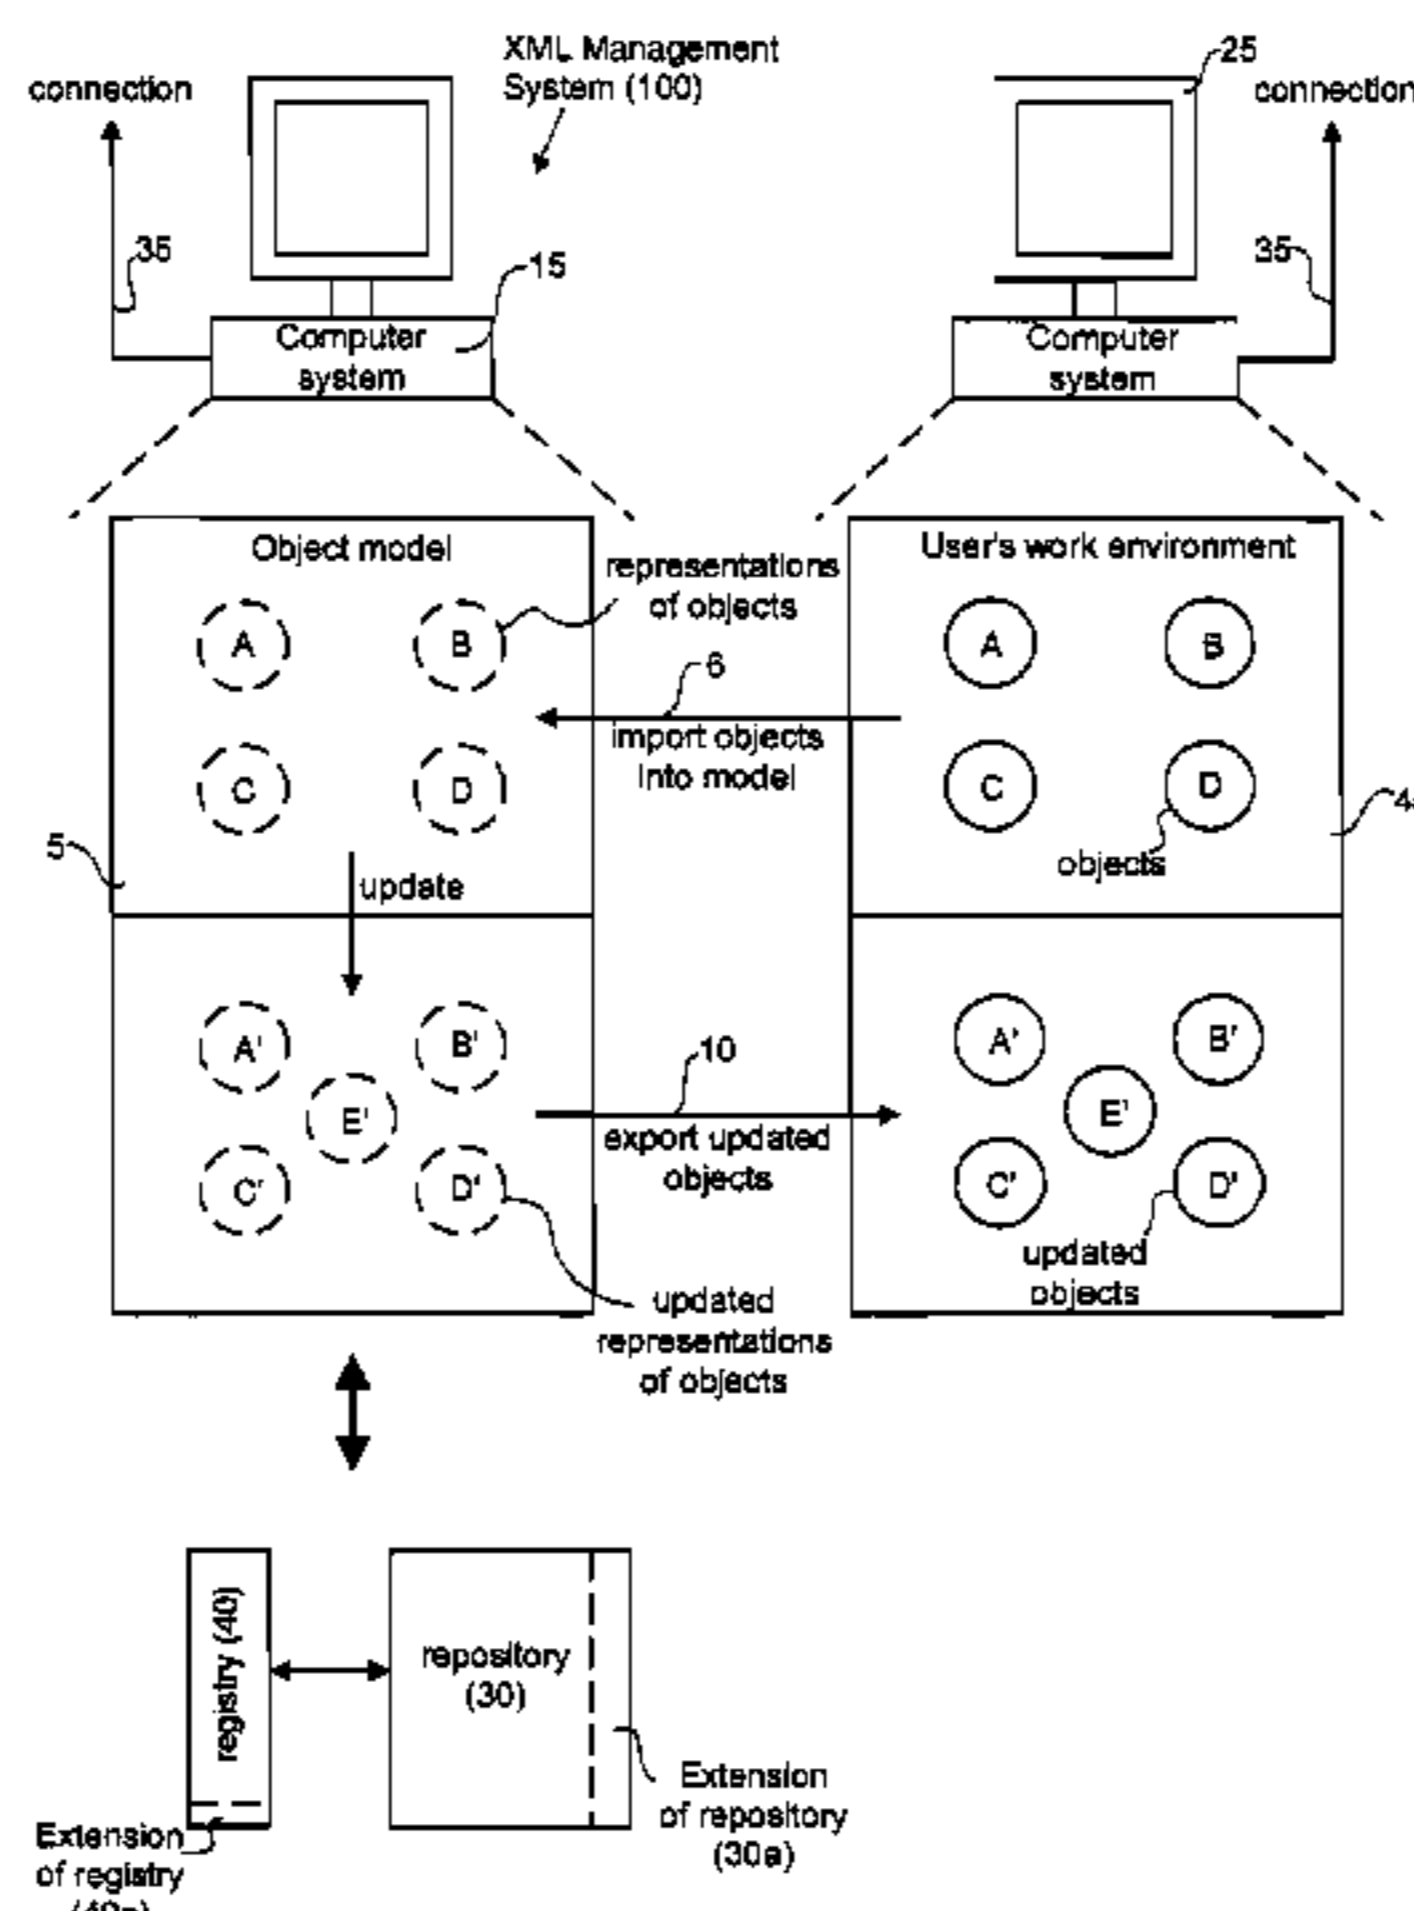 XML Management
System (100)
25
connection
connection
35
35
15
Computer
system
Computer
system
Object model
User's work environment
representations
of objects
A
B
A
B
6
import objects
into model
C
D
C
D
5
objects
update
A'
B'
A'
B'
10
E'
E'
export updated
objects
C'
D'
C'
D'
updated
objects
updated
representations
of objects
registry (40)
repository
(30)
Extension
of repository
(30a)
Extension
of registry